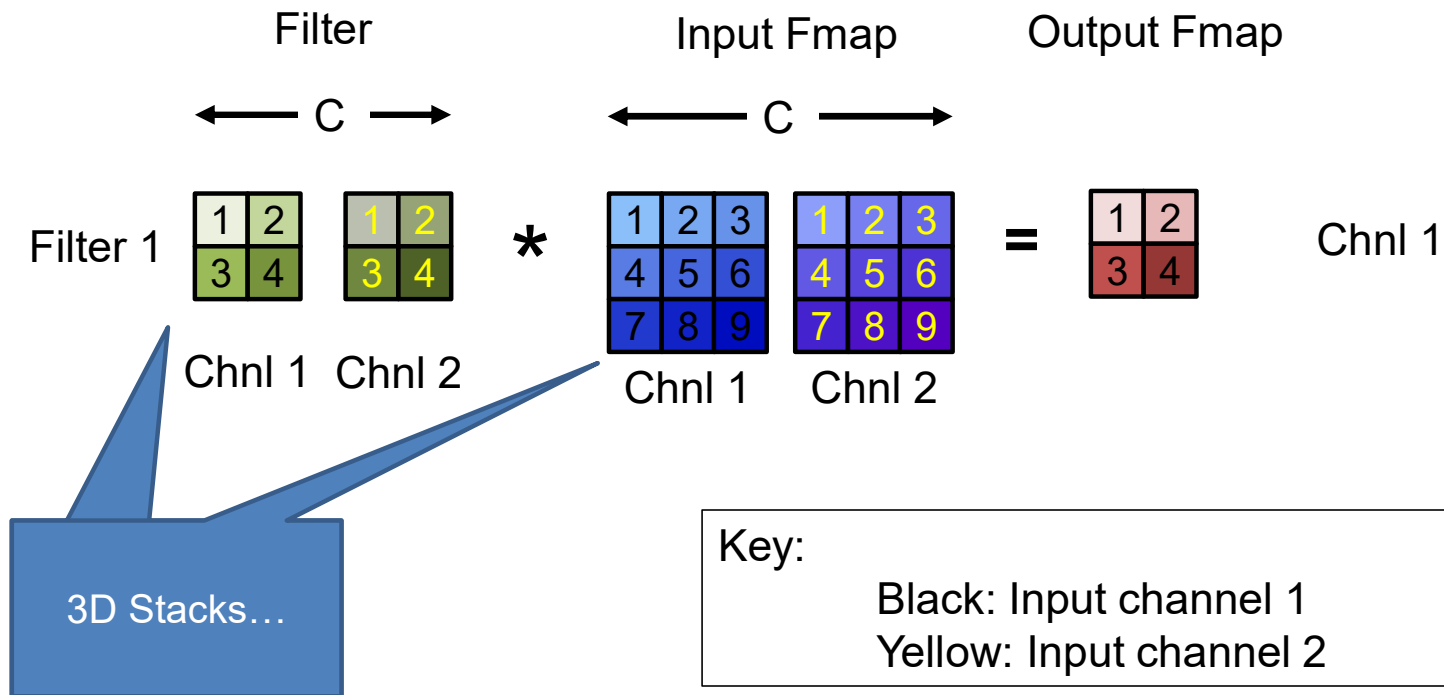 Filter Input Fmap Output Fmap
C C
1 2 1 2 * 1 2 3 1 2 3 = 1 2
Filter 1 Chnl 1
3 4 3 4 4 5 6 4 5 6 3 4
7 8 9 7 8 9
Chnl 1 Chnl 2 Chnl 1 Chnl 2
3D Stacks…
Key:
Black: Input channel 1
Yellow: Input channel 2